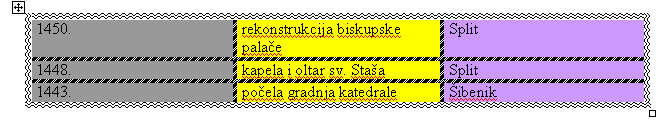 1450. rekonstrukcija biskupske Split
palače
1448. kapela i oltar sv. Staša Split
1443. počela gradnja katedrale Šibenik